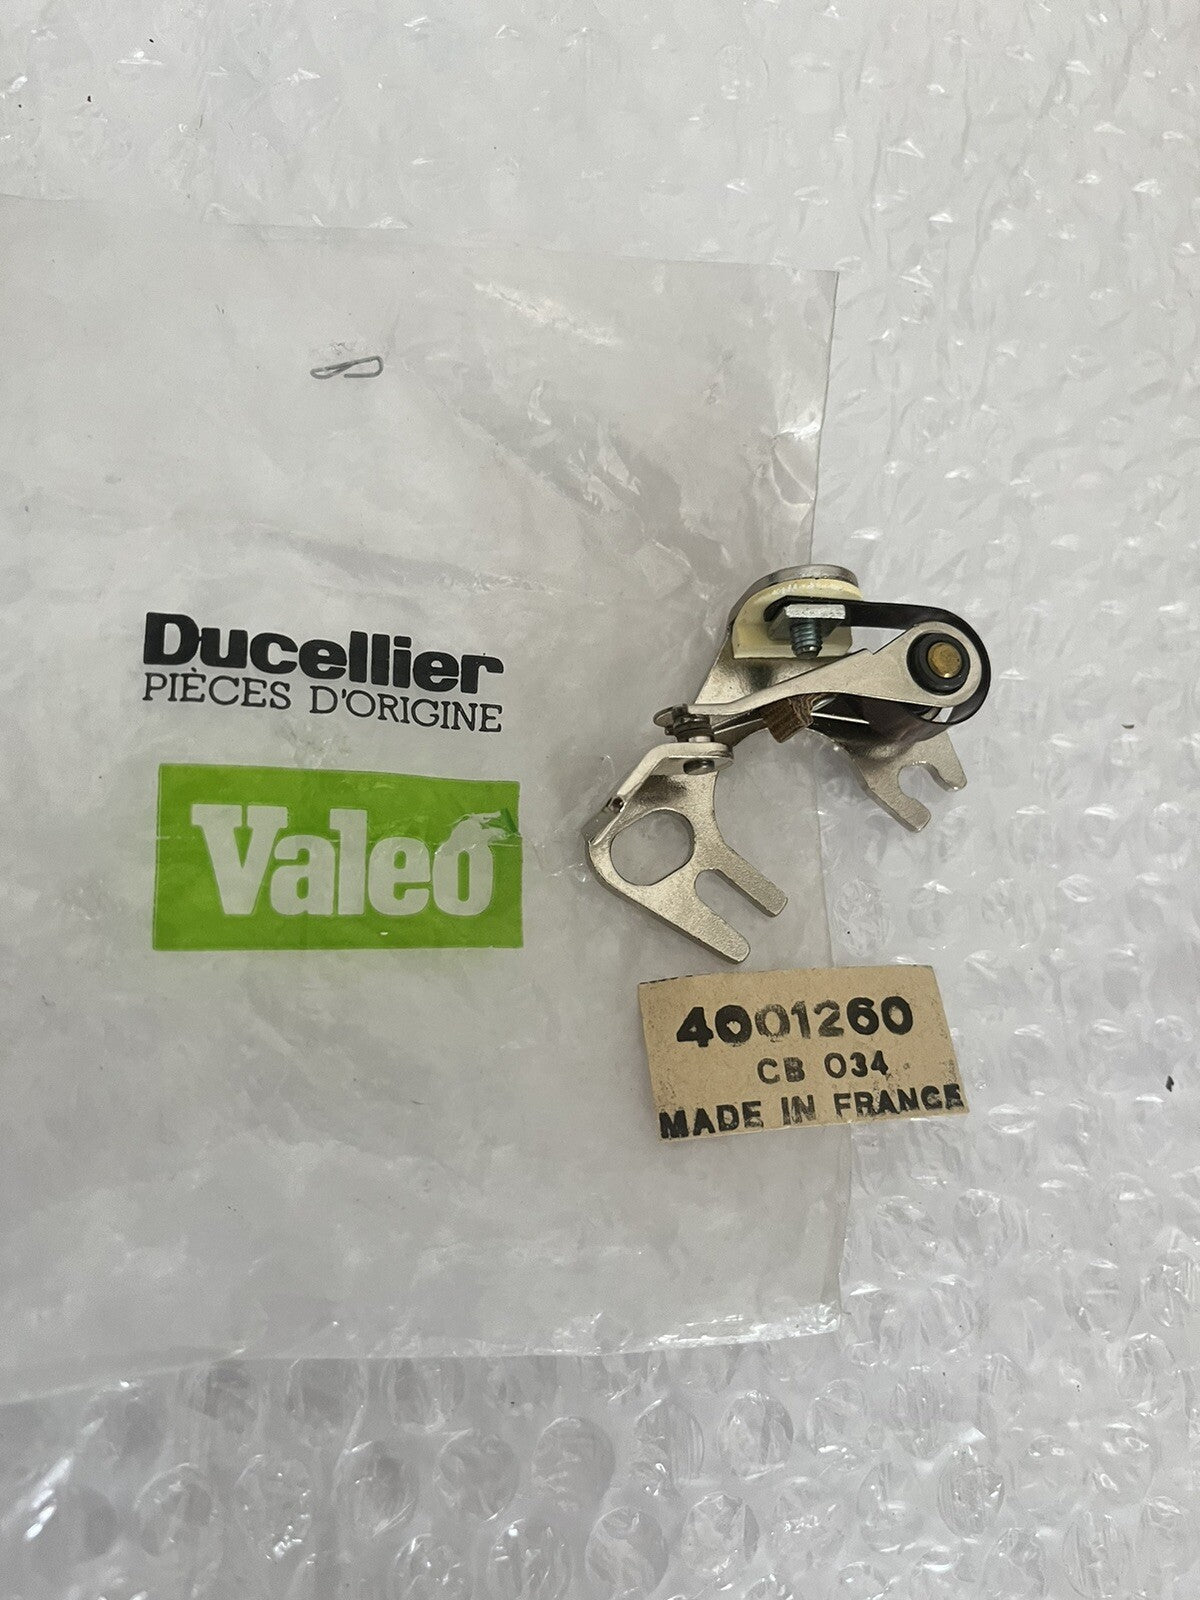 Ducellier
PIÈCES D'ORIGINE
Valeo
4001260
CB 034
MADE IN FRANCE